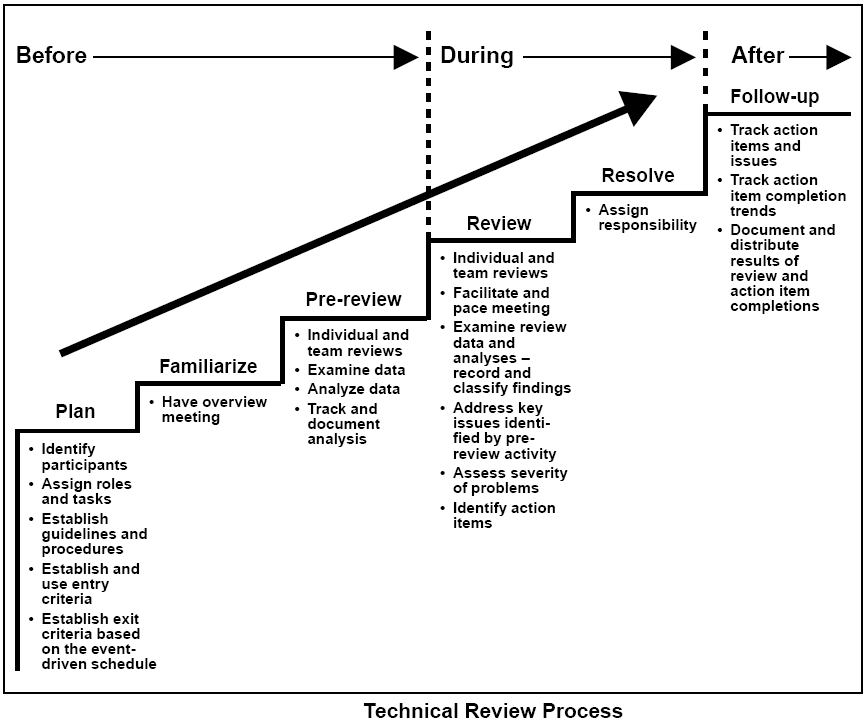 Before
During
After
Follow-up
Resolve
Review
Pre-review
Familiarize
Plan
• Identify
participants
• Assign roles
and tasks
• Establish
guidelines and
procedures
• Establish and
use entry
criteria
• Establish exit
criteria based
on the event-
driven schedule
• Have overview
meeting
• Individual and
team reviews
• Examine data
• Analyze data
• Track and
document
analysis
• Individual and
team reviews
• Facilitate and
pace meeting
• Examine review
data and
analyses –
record and
classify findings
• Address key
issues identi-
fied by pre-
review activity
• Assess severity
of problems
• Identify action
items
• Assign
responsibility
• Track action
items and
issues
• Track action
item completion
trends
• Document and
distribute
results of
review and
action item
completions
Technical Review Process